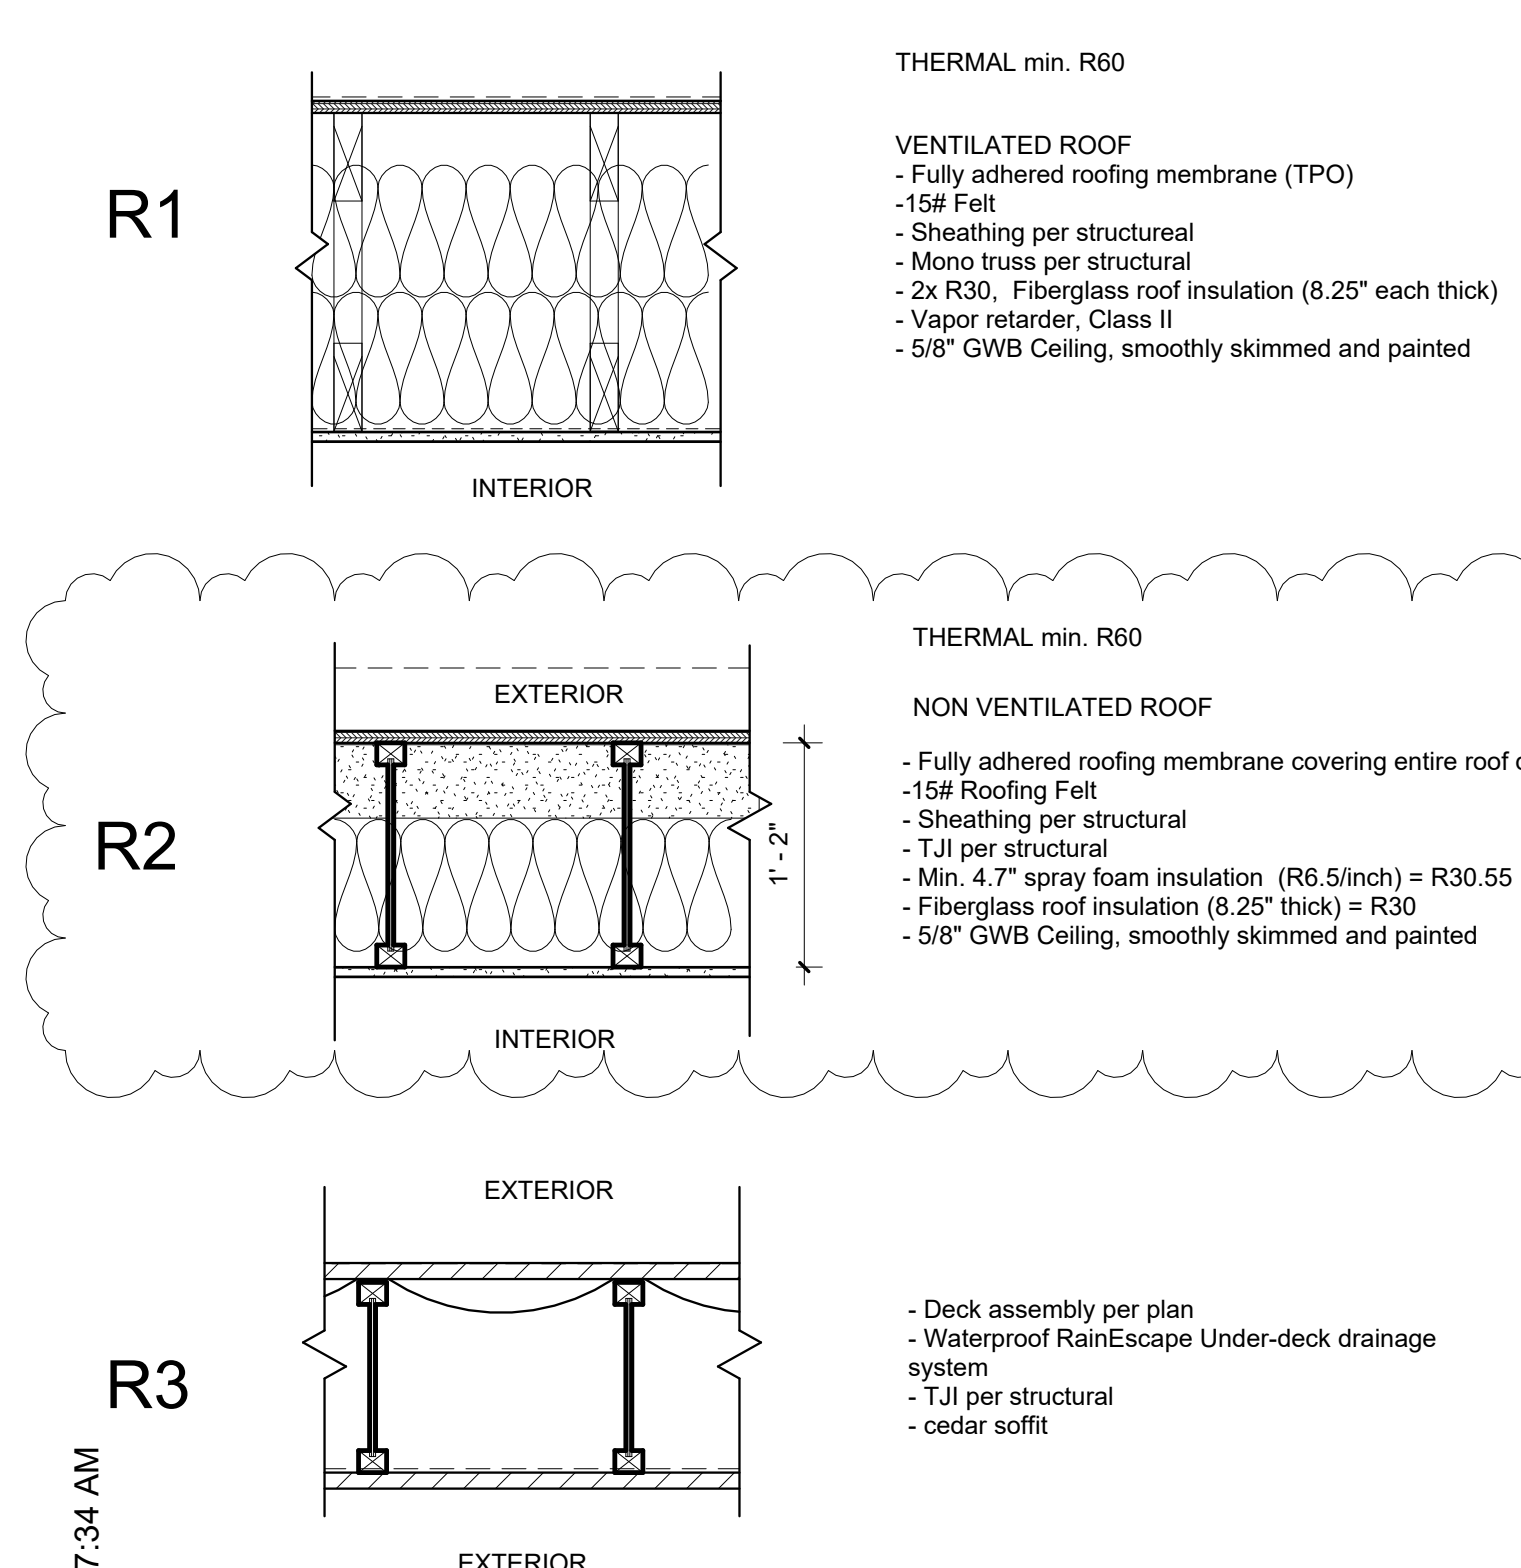 THERMAL min. R60
VENTILATED ROOF
- Fully adhered roofing membrane (TPO)
-15# Felt
- Sheathing per structureal
- Mono truss per structural
- 2x R30,  Fiberglass roof insulation (8.25" each thick)
- Vapor retarder, Class II
- 5/8" GWB Ceiling, smoothly skimmed and painted
R1
INTERIOR
THERMAL min. R60
EXTERIOR
NON VENTILATED ROOF
- Fully adhered roofing membrane covering entire roof
-15# Roofing Felt
- Sheathing per structural
- TJI per structural
- Min. 4.7" spray foam insulation  (R6.5/inch) = R30.55
- Fiberglass roof insulation (8.25" thick) = R30
- 5/8" GWB Ceiling, smoothly skimmed and painted
R2
1' - 2"
INTERIOR
EXTERIOR
- Deck assembly per plan
- Waterproof RainEscape Under-deck drainage
system
- TJI per structural
- cedar soffit
R3
7:34 AM
EXTERIOR